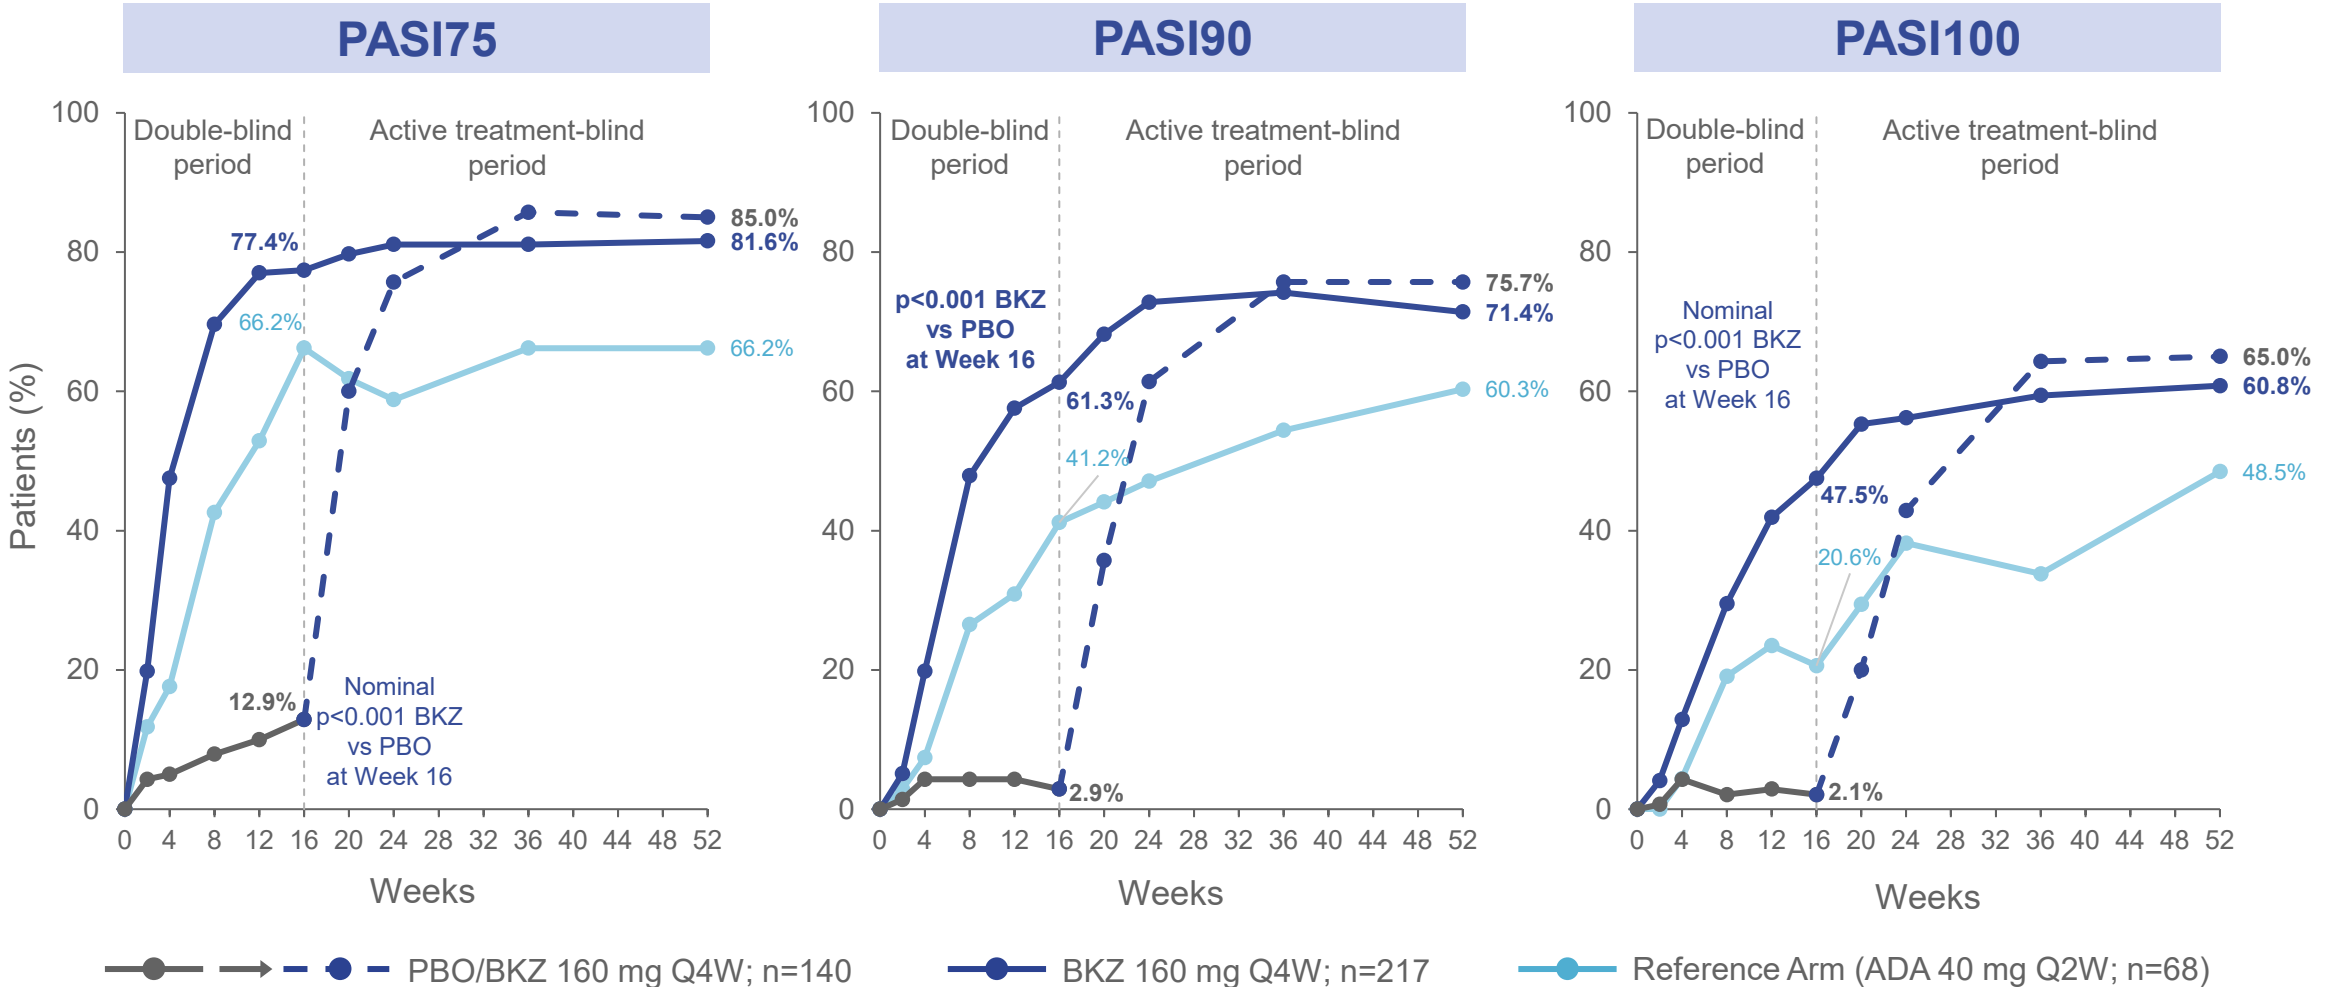 PASI75
PASI90
PASI100
Patients (%)
100
80
60
40
20
0
Double-blind
period
Active treatment-blind
period
77.4%
66.2%
12.9%
Nominal
p<0.001 BKZ
vs PBO
at Week 16
85.0%
81.6%
66.2%
0 4 8 12 16 20 24 28 32 36 40 44 48 52
Weeks
100
80
60
40
20
0
Double-blind
period
Active treatment-blind
period
p<0.001 BKZ
vs PBO
at Week 16
61.3%
41.2%
2.9%
75.7%
71.4%
60.3%
0 4 8 12 16 20 24 28 32 36 40 44 48 52
Weeks
100
80
60
40
20
0
Double-blind
period
Active treatment-blind
period
Nominal
p<0.001 BKZ
vs PBO
at Week 16
47.5%
20.6%
2.1%
65.0%
60.8%
48.5%
0 4 8 12 16 20 24 28 32 36 40 44 48 52
Weeks
PBO/BKZ 160 mg Q4W; n=140
BKZ 160 mg Q4W; n=217
Reference Arm (ADA 40 mg Q2W; n=68)